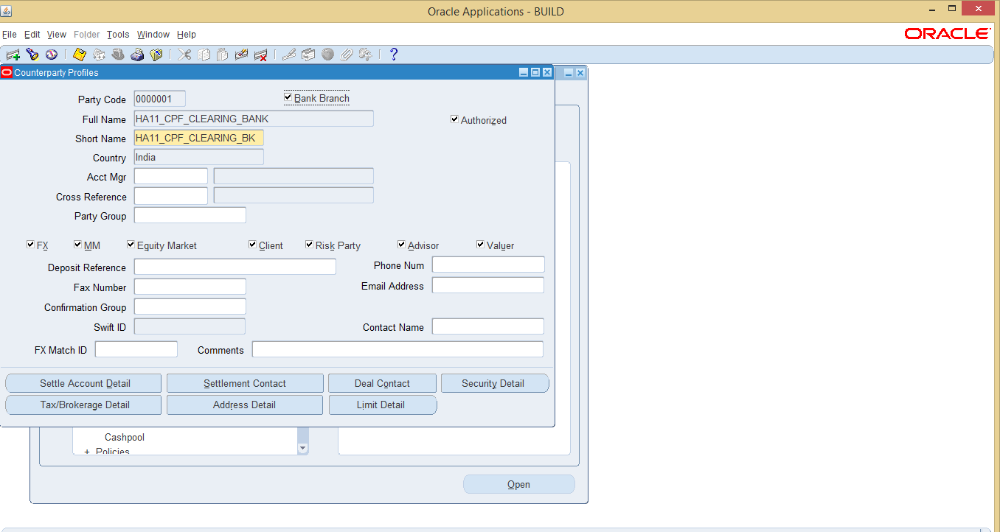 Oracle Applications - BUILD
File Edit View Folder Tools Window Help
ORACLE
Counterparty Profiles
Party Code 0000001 Bank Branch
Full Name HA11_CPF_CLEARING_BANK Authorized
Short Name HA11_CPF_CLEARING_BK
Country India
Acct Mgr
Cross Reference
Party Group
FX MM Equity Market Client Risk Party Advisor Valuer
Deposit Reference Phone Num
Fax Number Email Address
Confirmation Group
Swift ID Contact Name
FX Match ID Comments
Settle Account Detail Settlement Contact Deal Contact Security Detail
Tax/Brokerage Detail Address Detail Limit Detail
Cashpool
+ Policies
Open